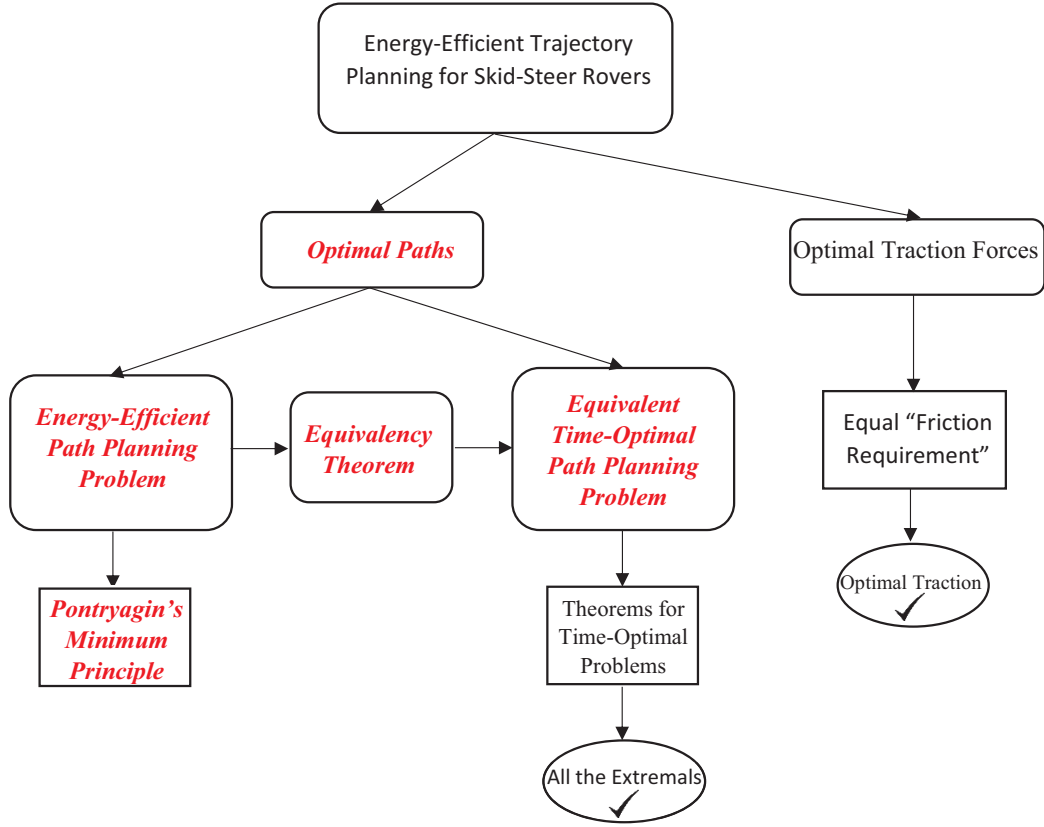 Energy-Efficient Trajectory
Planning for Skid-Steer Rovers
Optimal Paths
Optimal Traction Forces
Energy-Efficient
Path Planning
Problem
Equivalency
Theorem
Equivalent
Time-Optimal
Path Planning
Problem
Equal “Friction
Requirement”
Pontryagin’s
Minimum
Principle
Theorems for
Time-Optimal
Problems
Optimal Traction
All the Extremals